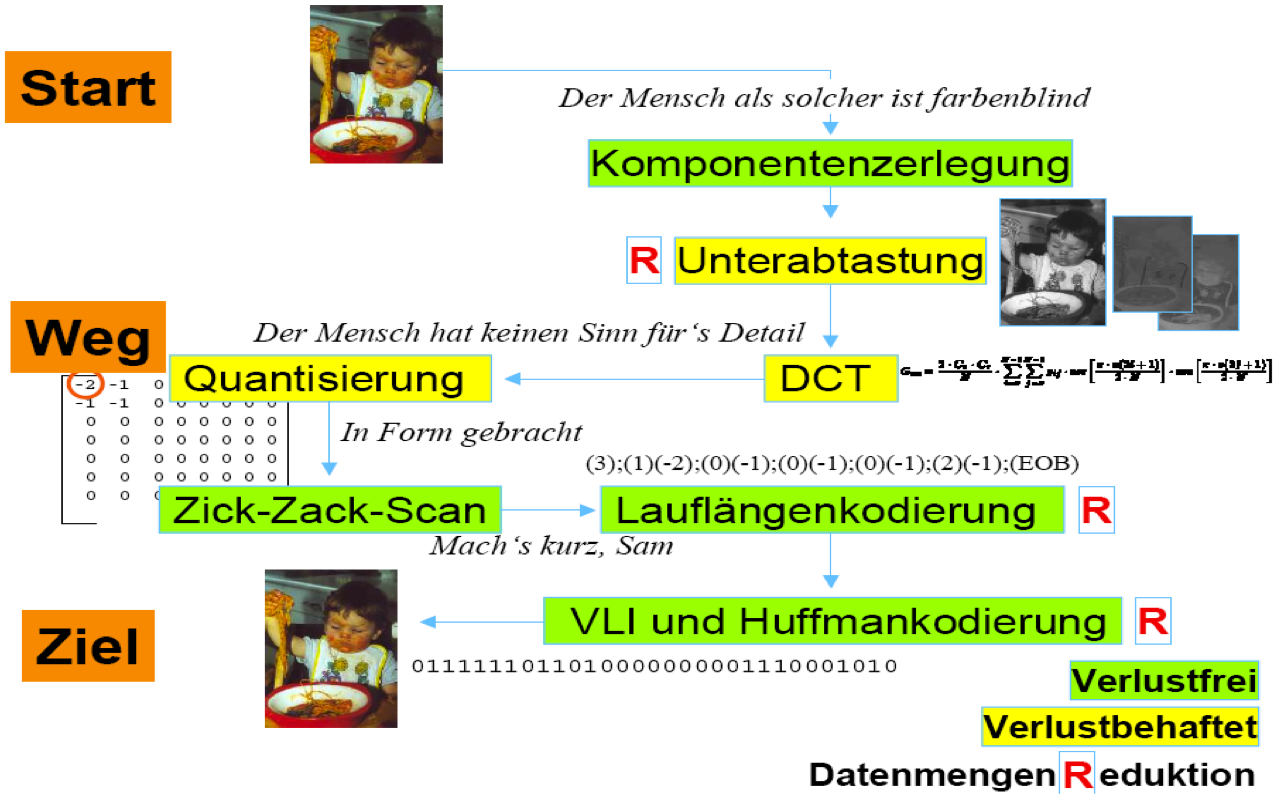 Start
Der Mensch als solcher ist farbenblind
Komponentenzerlegung
R Unterabtastung
Weg
Der Mensch hat keinen Sinn für‘s Detail
Quantisierung
DCT
-2 -1 0
-1 -1 0 0 0 0 0 0
0 0 0 0 0 0 0 0
0 0 0 0 0 0 0 0
0 0 0 0 0 0 0 0
0 0 0 0 0 0 0 0
0 0
In Form gebracht
(3);(1)(-2);(0)(-1);(0)(-1);(0)(-1);(2)(-1);(EOB)
Zick-Zack-Scan
Lauflängenkodierung R
Mach‘s kurz, Sam
Ziel
VLI und Huffmankodierung R
0111111011010000000001110001010
Verlustfrei
Verlustbehaftet
DatenmengenReduktion